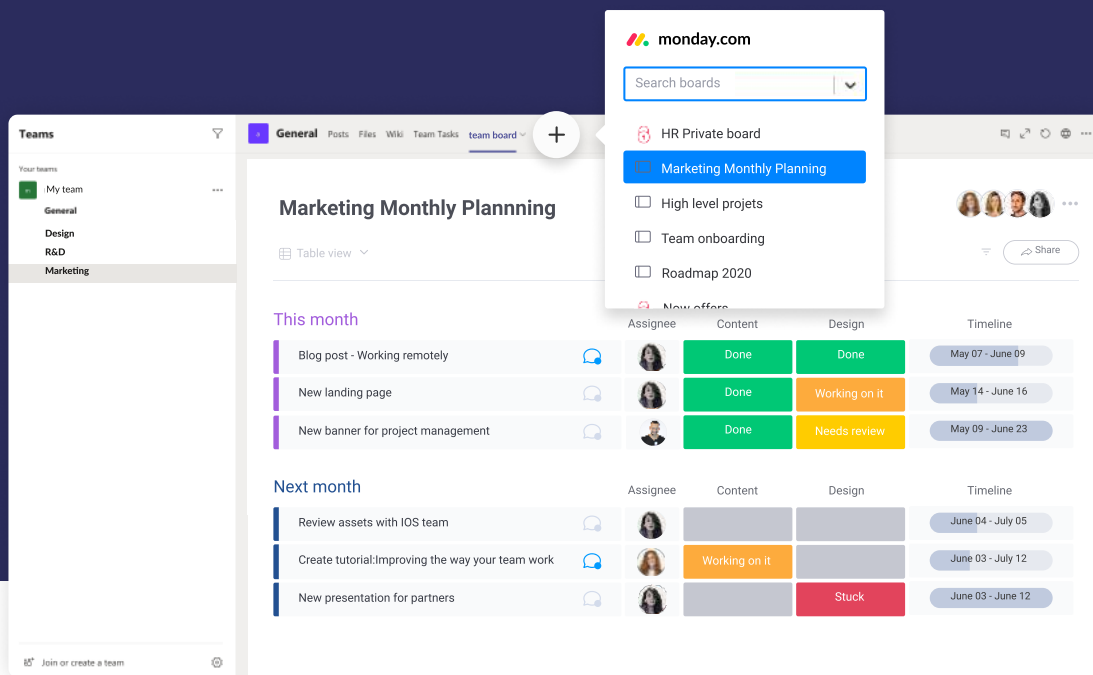 monday.com
Search boards
HR Private board
Marketing Monthly Planning
High level projets
Team onboarding
Roadmap 2020
New offers
Teams
Your teams
My team
General
Design
R&D
Marketing
Join or create a team
General Posts Files Wiki Team Tasks team board
Marketing Monthly Plannning
Table view
Share
This month Assignee Content Design Timeline
Blog post - Working remotely Done Done May 07 - June 09
New landing page Done Working on it May 14 - June 16
New banner for project management Done Needs review May 09 - June 23
Next month Assignee Content Design Timeline
Review assets with IOS team June 04 - July 05
Create tutorial:Improving the way your team work Working on it June 03 - July 12
New presentation for partners Stuck June 03 - June 12